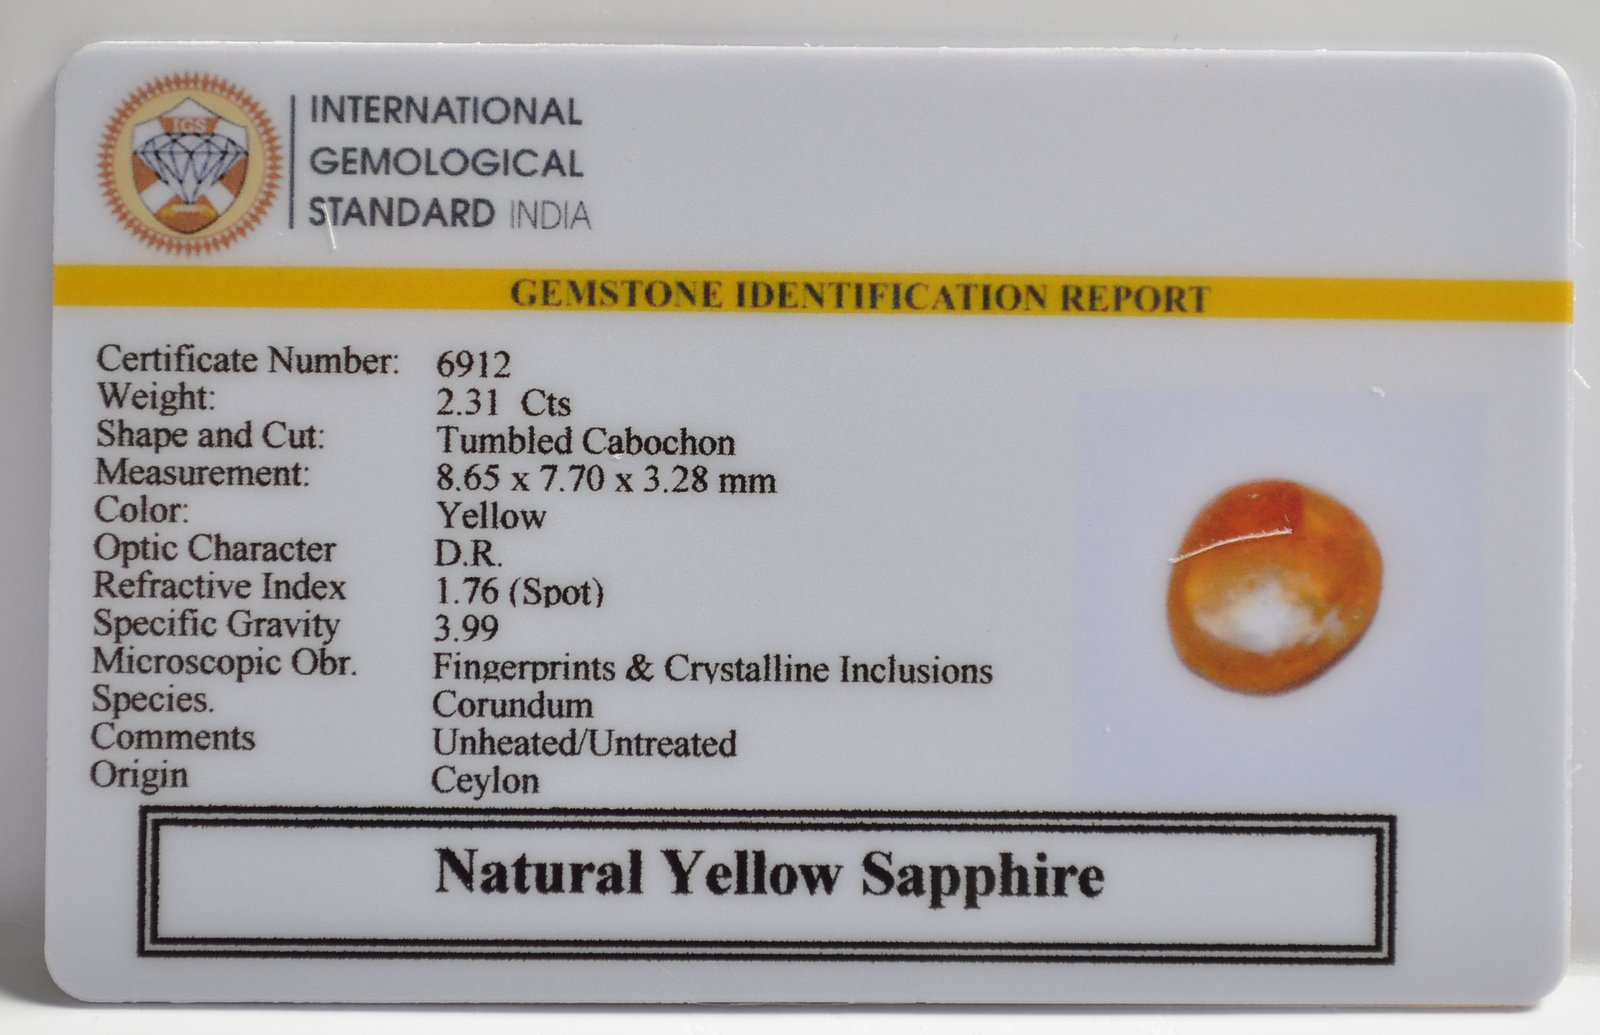 IGS
INTERNATIONAL
GEMOLOGICAL
STANDARD INDIA
GEMSTONE IDENTIFICATION REPORT
Certificate Number: 6912
Weight: 2.31 Cts
Shape and Cut: Tumbled Cabochon
Measurement: 8.65 x 7.70 x 3.28 mm
Color: Yellow
Optic Character D.R.
Refractive Index 1.76 (Spot)
Specific Gravity 3.99
Microscopic Obr. Fingerprints & Crystalline Inclusions
Species. Corundum
Comments Unheated/Untreated
Origin Ceylon
Natural Yellow Sapphire